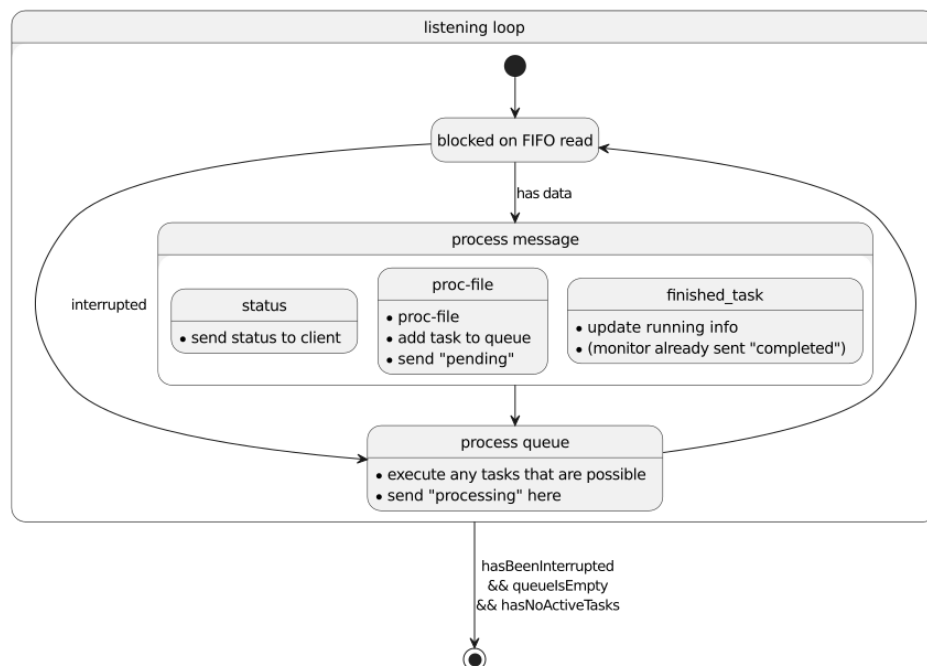 listening loop
blocked on FIFO read
has data
process message
interrupted
status
• send status to client
proc-file
• proc-file
• add task to queue
• send "pending"
finished_task
• update running info
• (monitor already sent "completed")
process queue
• execute any tasks that are possible
• send "processing" here
hasBeenInterrupted
&& queueIsEmpty
&& hasNoActiveTasks